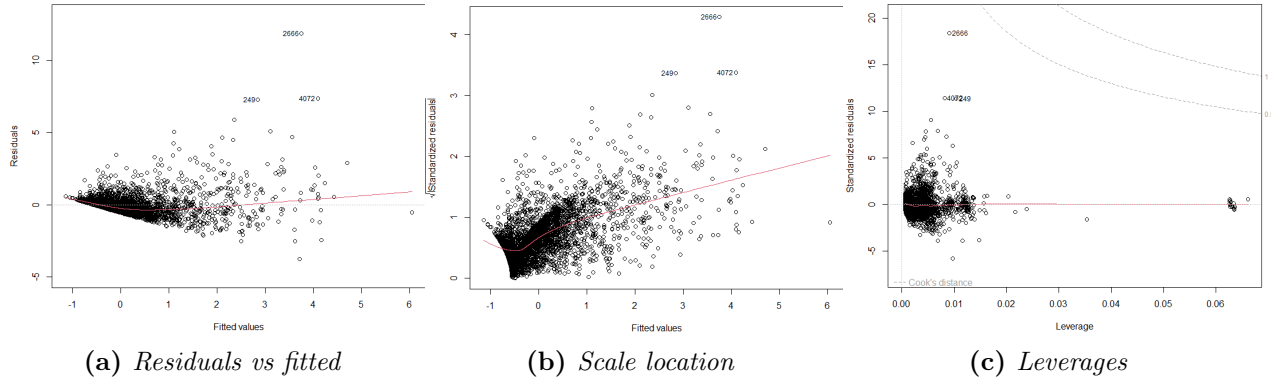 10
5
0
-5
Residuals
2666
249
4072
-1 0 1 2 3 4 5 6
Fitted values
(a) Residuals vs fitted
4
3
2
1
0
√|Standardized residuals|
2666
249
4072
-1 0 1 2 3 4 5 6
Fitted values
(b) Scale location
20
15
10
5
0
-5
Standardized residuals
2666
4072
249
Cook's distance
0.00 0.01 0.02 0.03 0.04 0.05 0.06
Leverage
(c) Leverages